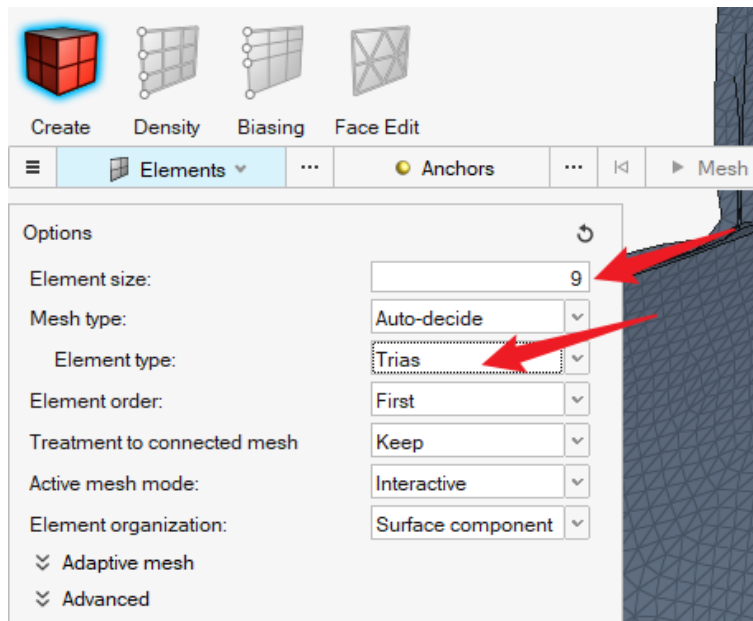 Create Density Biasing Face Edit
Elements ... Anchors ... Mesh
Options
Element size: 9
Mesh type: Auto-decide
Element type: Trias
Element order: First
Treatment to connected mesh Keep
Active mesh mode: Interactive
Element organization: Surface component
Adaptive mesh
Advanced